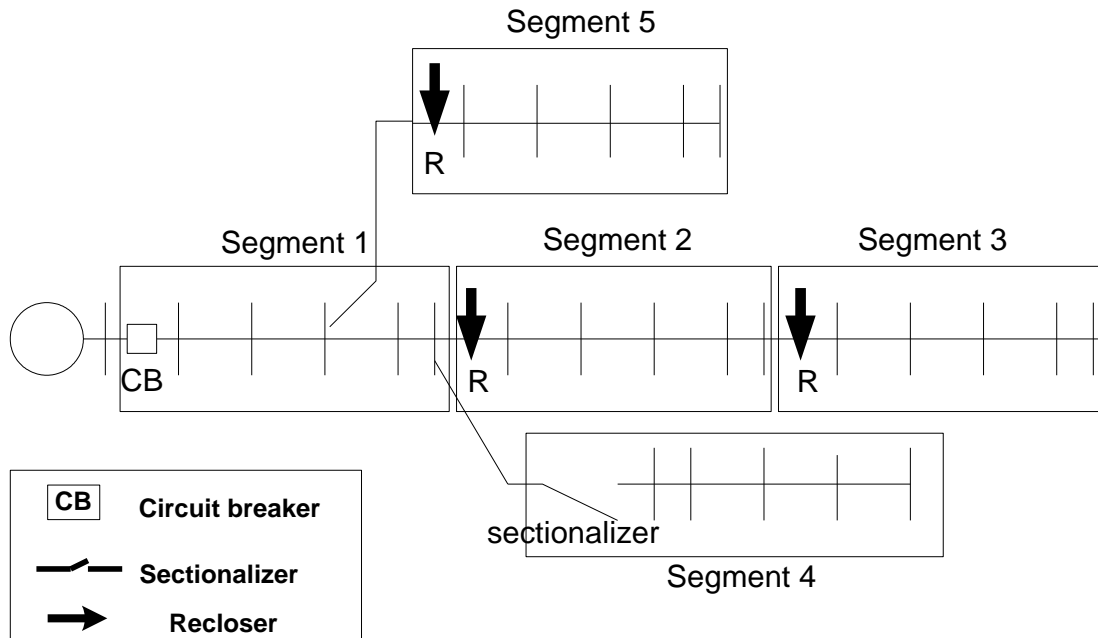 Segment 5
R
Segment 1
Segment 2
Segment 3
CB
R
R
sectionalizer
Segment 4
CB
Circuit breaker
Sectionalizer
Recloser